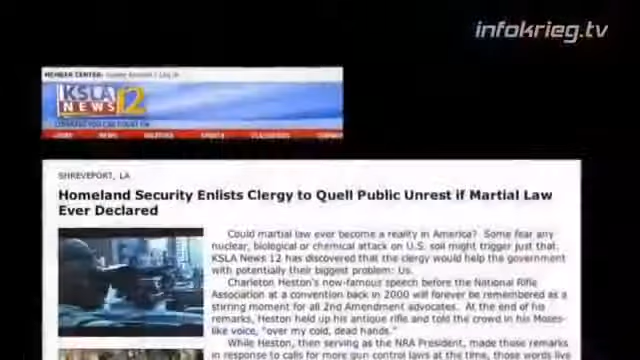 infokrieg.tv
MEMBER CENTER:
KSLA
NEWS 12
SHREVEPORT, LA
Homeland Security Enlists Clergy to Quell Public Unrest if Martial Law
Ever Declared
Could martial law ever become a reality in America? Some fear any
nuclear, biological or chemical attack on U.S. soil might trigger just that.
KSLA News 12 has discovered that the clergy would help the government
with potentially their biggest problem: Us.
Charleton Heston's now-famous speech before the National Rifle
Association at a convention back in 2000 will forever be remembered as a
stirring moment for all 2nd Amendment advocates. At the end of his
remarks, Heston held up his antique rifle and told the crowd in his Moses-
like voice, "over my cold, dead hands."
While Heston, then serving as the NRA President, made those remarks
in response to calls for more gun control laws at the time, those words live